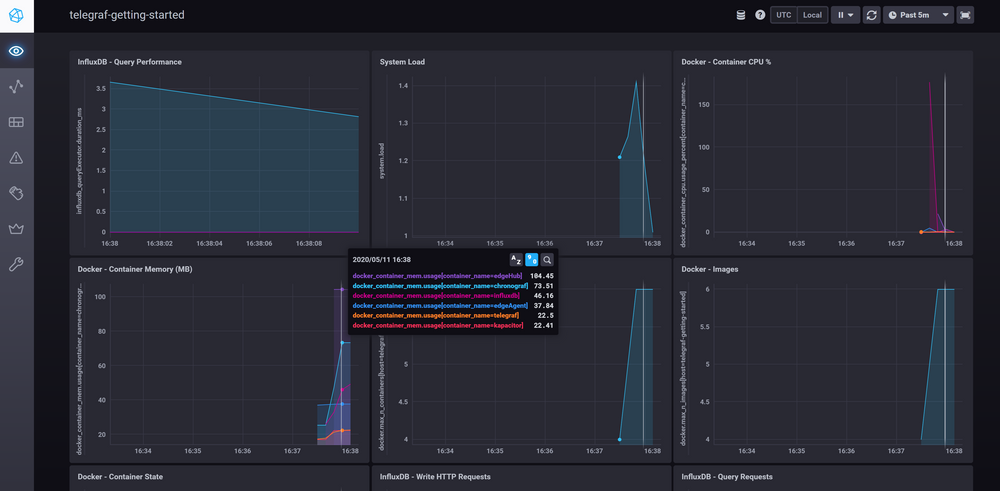 telegraf-getting-started
UTC
Local
Past 5m
InfluxDB - Query Performance
influxdb_queryExecutor.duration_ms
3.5
3
2.5
2
1.5
1
0.5
0
16:38
16:38:02
16:38:04
16:38:06
16:38:08
System Load
system.load
1.4
1.3
1.2
1.1
1
16:34
16:35
16:36
16:37
16:38
Docker - Container CPU %
docker_container_cpu.usage_percent[container_name=c...
150
100
50
0
16:34
16:35
16:36
16:37
16:38
Docker - Container Memory (MB)
docker_container_mem.usage[container_name=chronogr...
100
80
60
40
20
16:34
16:35
16:36
16:37
16:38
2020/05/11 16:38
A Z
9 0
docker_container_mem.usage[container_name=edgeHub] 104.45
docker_container_mem.usage[container_name=chronograf] 73.51
docker_container_mem.usage[container_name=influxdb] 46.16
docker_container_mem.usage[container_name=edgeAgent] 37.84
docker_container_mem.usage[container_name=telegraf] 22.5
docker_container_mem.usage[container_name=kapacitor] 22.41
docker.max_n_containers[host=telegraf
5
4
16:34
16:35
16:36
16:37
16:38
Docker - Images
docker.max_n_images[host=telegraf-getting-started]
6
5.5
5
4.5
4
16:34
16:35
16:36
16:37
16:38
Docker - Container State
InfluxDB - Write HTTP Requests
InfluxDB - Query Requests